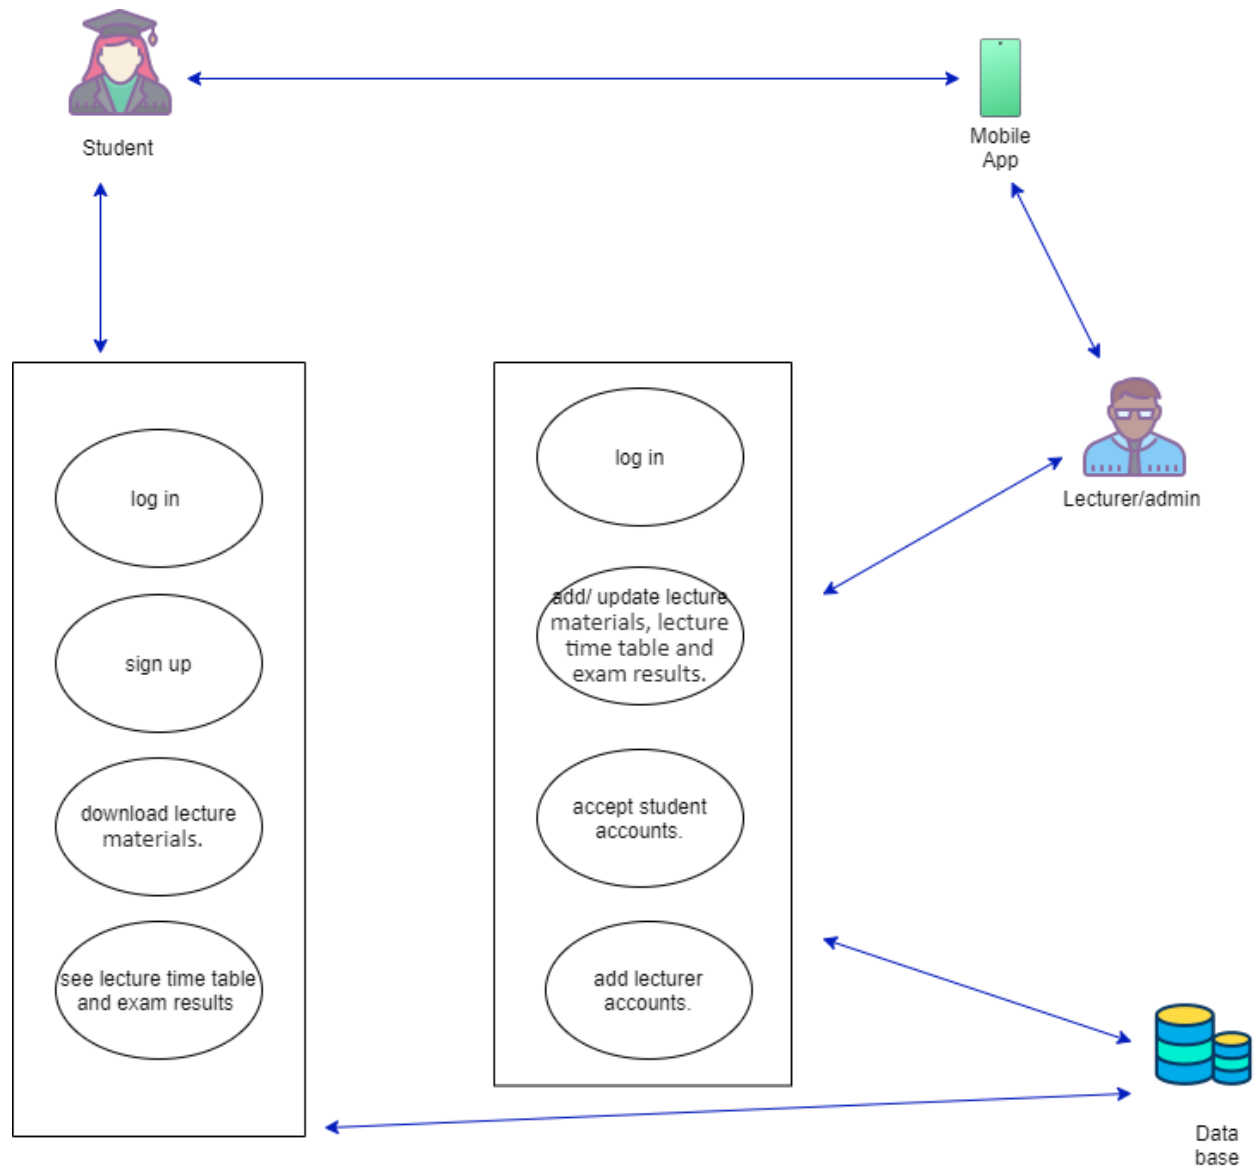 Student
Mobile
App
Lecturer/admin
log in
sign up
download lecture
materials.
see lecture time table
and exam results
log in
add/ update lecture
materials, lecture
time table and
exam results.
accept student
accounts.
add lecturer
accounts.
Data
base